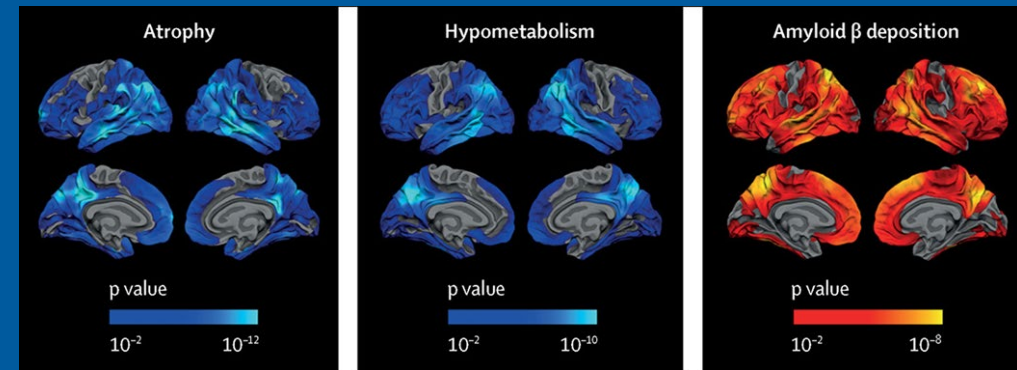 Atrophy
p value
10⁻² 10⁻¹²
Hypometabolism
p value
10⁻² 10⁻¹⁰
Amyloid β deposition
p value
10⁻² 10⁻⁸